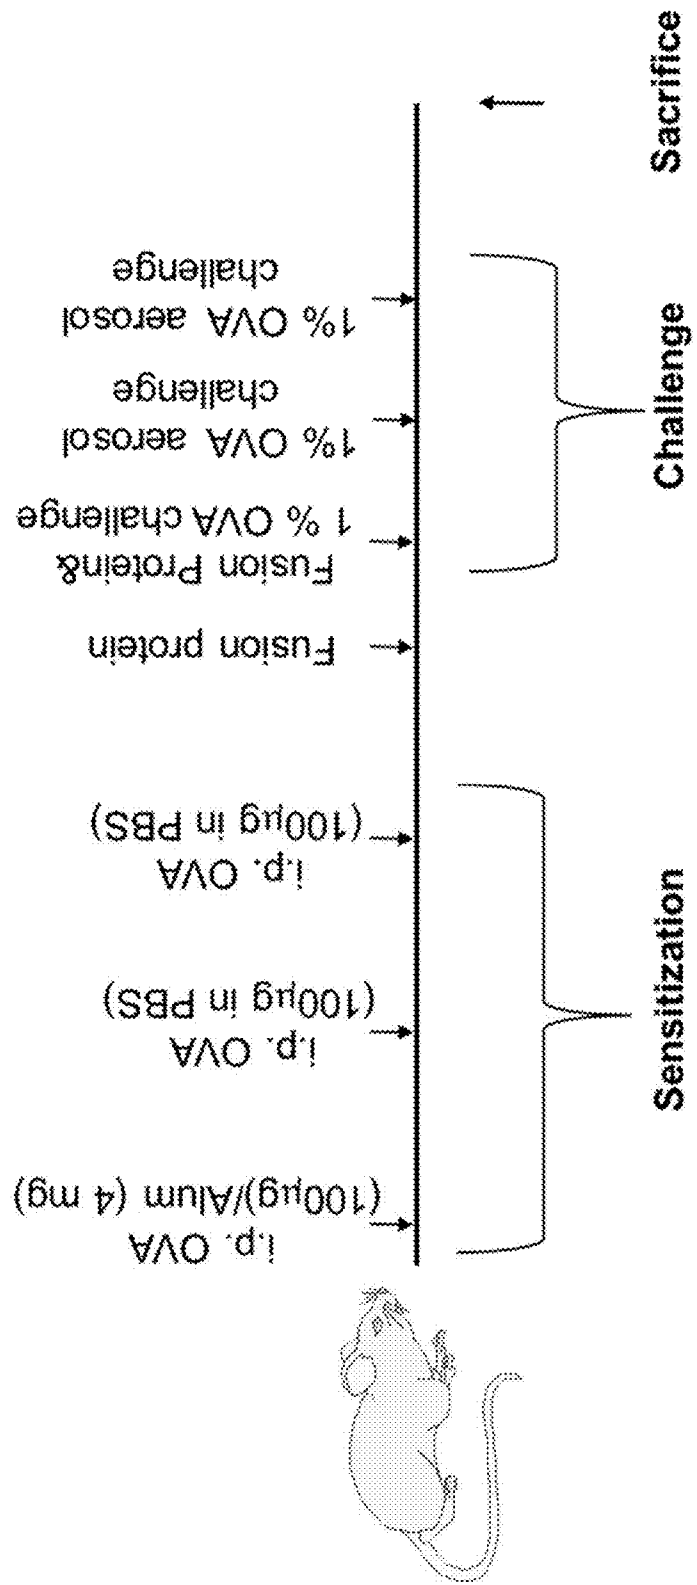 i.p. OVA
(100µg)/Alum (4 mg)
i.p. OVA
(100µg in PBS)
i.p. OVA
(100µg in PBS)
Fusion protein
Fusion Protein&
1 % OVA challenge
1% OVA aerosol
challenge
1% OVA aerosol
challenge
Sensitization
Challenge
Sacrifice